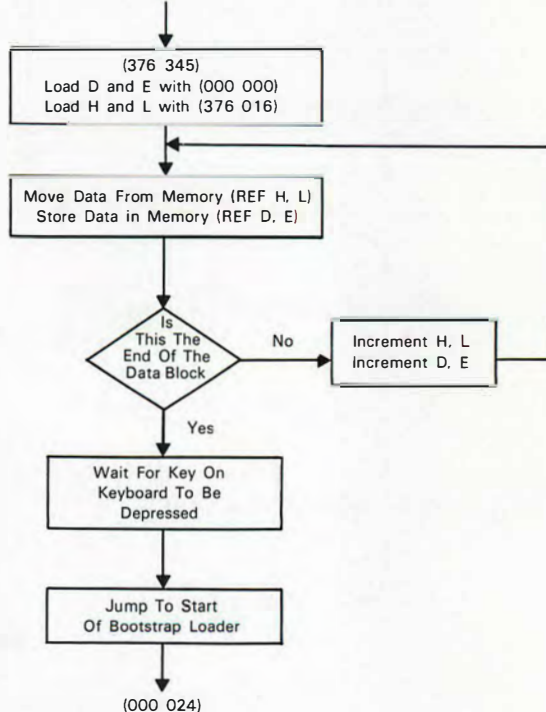 (376 345)
Load D and E with (000 000)
Load H and L with (376 016)
Move Data From Memory (REF H, L)
Store Data in Memory (REF D, E)
Is
This The
End Of The
Data Block
No
Increment H, L
Increment D, E
Yes
Wait For Key On
Keyboard To Be
Depressed
Jump To Start
Of Bootstrap Loader
(000 024)